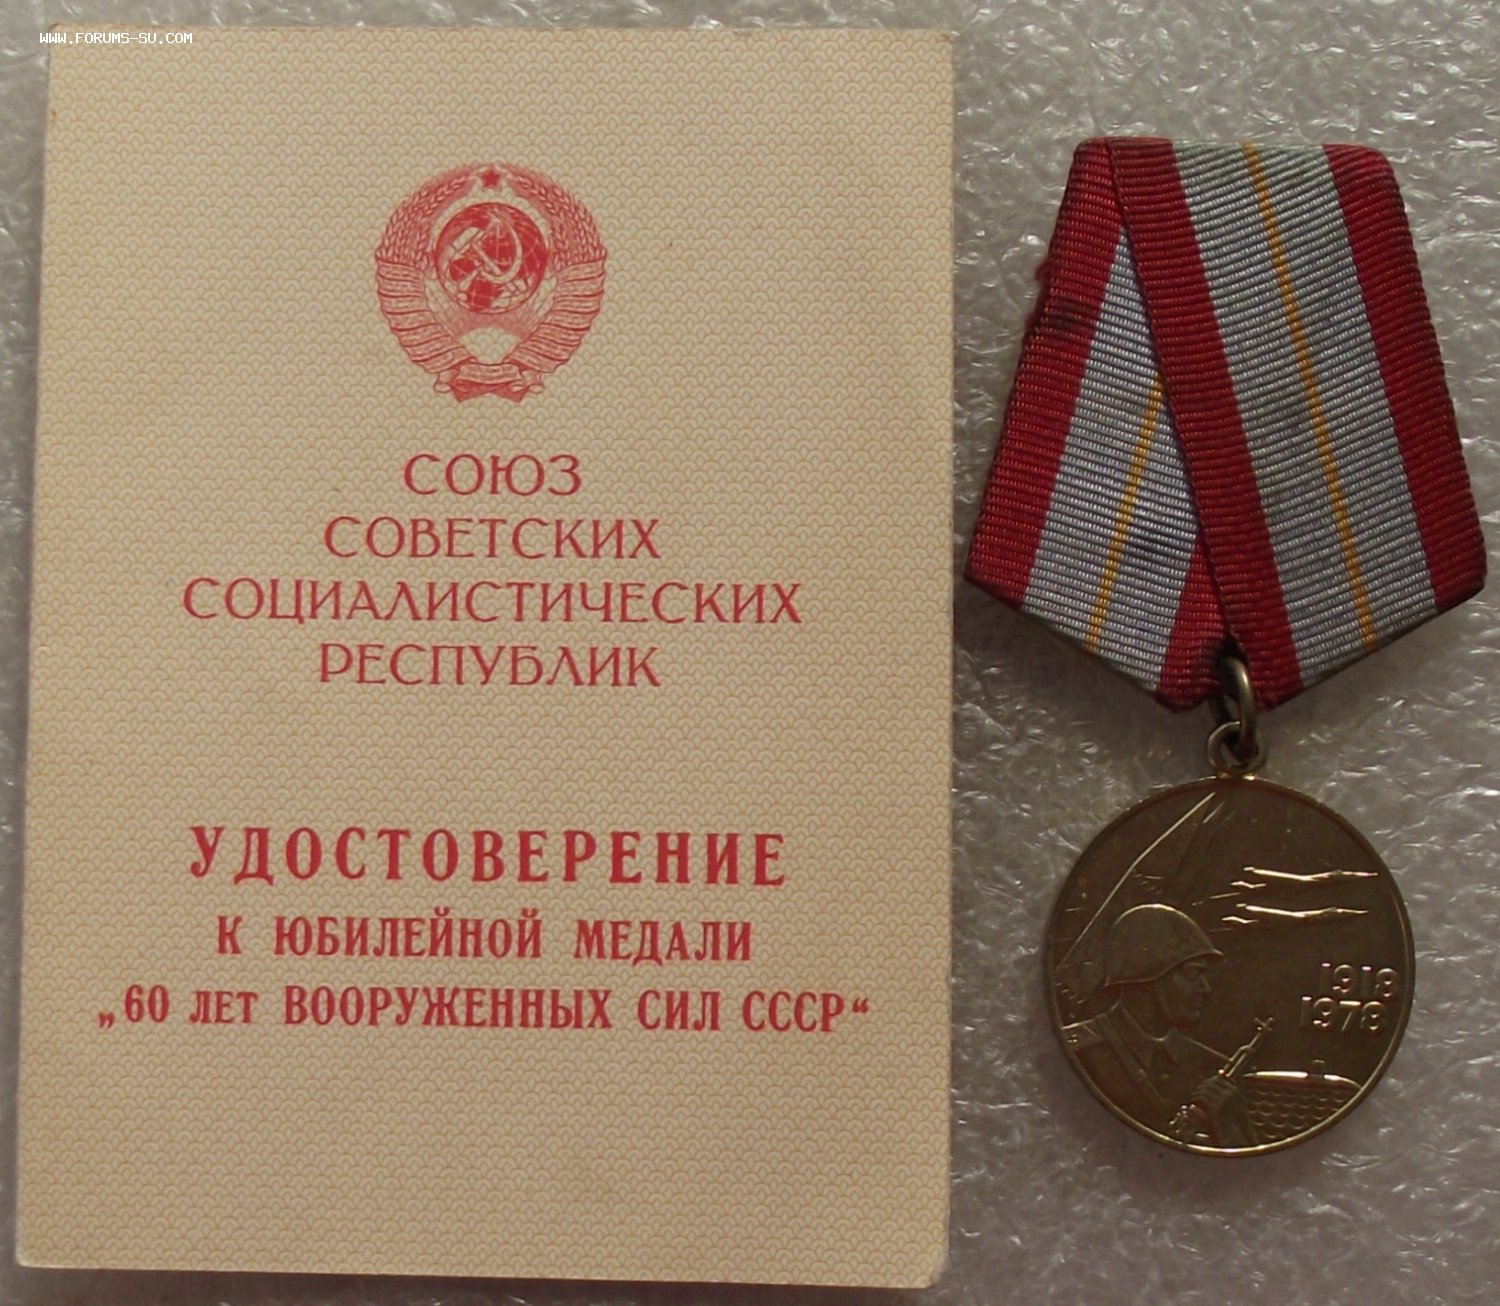 WWW.FORUMS-SU.COM
СОЮЗ
СОВЕТСКИХ
СОЦИАЛИСТИЧЕСКИХ
РЕСПУБЛИК
УДОСТОВЕРЕНИЕ
К ЮБИЛЕЙНОЙ МЕДАЛИ
„60 ЛЕТ ВООРУЖЕННЫХ СИЛ СССР“
1918
1978